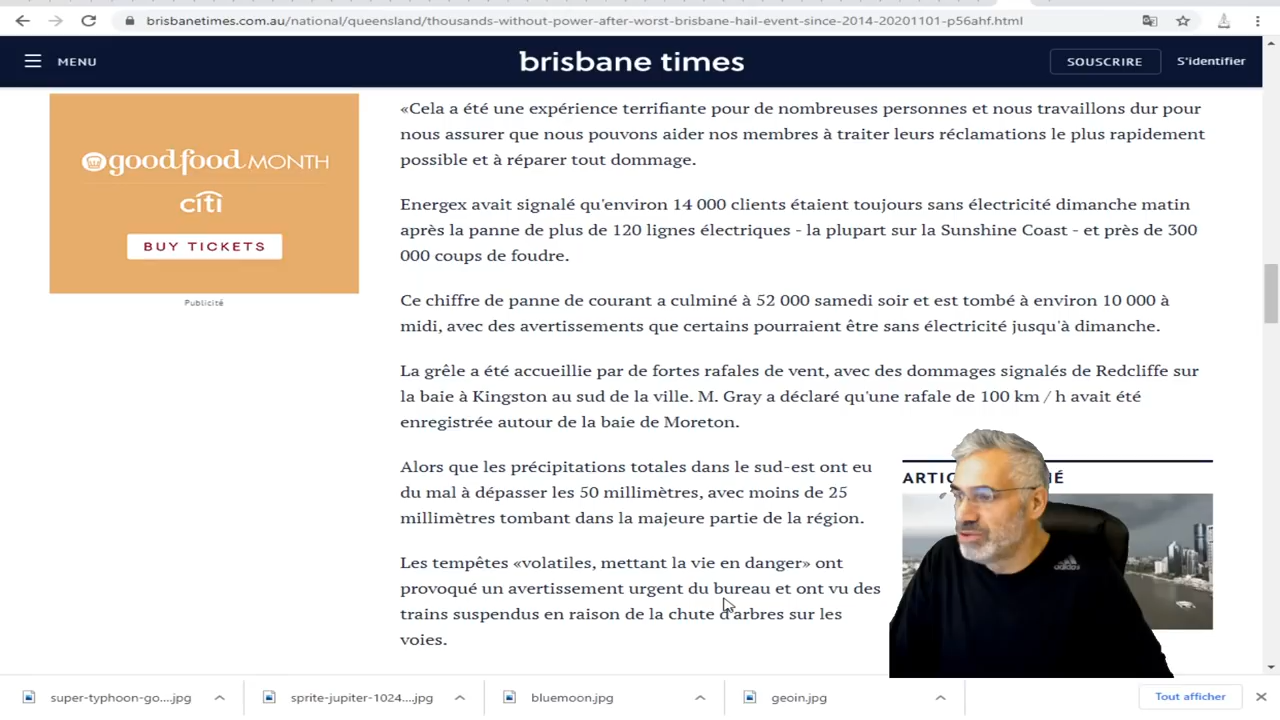 brisbanetimes.com.au/national/queensland/thousands-without-power-after-worst-brisbane-hail-event-since-2014-20201101-p56ahf.html
MENU
brisbane times
SOUSCRIRE
S'identifier
goodfood MONTH
citi
BUY TICKETS
Publicité
«Cela a été une expérience terrifiante pour de nombreuses personnes et nous travaillons dur pour
nous assurer que nous pouvons aider nos membres à traiter leurs réclamations le plus rapidement
possible et à réparer tout dommage.
Energex avait signalé qu'environ 14 000 clients étaient toujours sans électricité dimanche matin
après la panne de plus de 120 lignes électriques - la plupart sur la Sunshine Coast - et près de 300
000 coups de foudre.
Ce chiffre de panne de courant a culminé à 52 000 samedi soir et est tombé à environ 10 000 à
midi, avec des avertissements que certains pourraient être sans électricité jusqu'à dimanche.
La grêle a été accueillie par de fortes rafales de vent, avec des dommages signalés de Redcliffe sur
la baie à Kingston au sud de la ville. M. Gray a déclaré qu'une rafale de 100 km / h avait été
enregistrée autour de la baie de Moreton.
Alors que les précipitations totales dans le sud-est ont eu
du mal à dépasser les 50 millimètres, avec moins de 25
millimètres tombant dans la majeure partie de la région.
Les tempêtes «volatiles, mettant la vie en danger» ont
provoqué un avertissement urgent du bureau et ont vu des
trains suspendus en raison de la chute d'arbres sur les
voies.
super-typhoon-go....jpg
sprite-jupiter-1024....jpg
bluemoon.jpg
geoin.jpg
Tout afficher